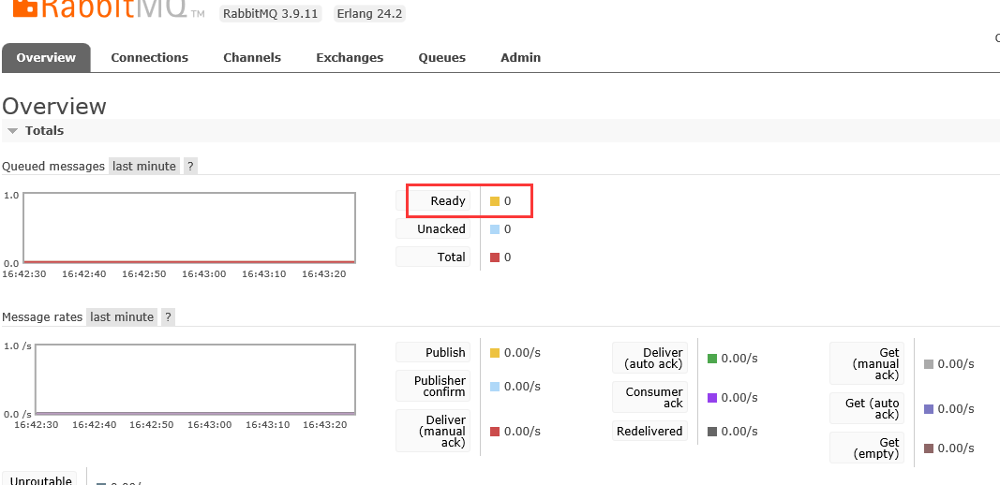 RabbitMQ TM RabbitMQ 3.9.11 Erlang 24.2
Overview Connections Channels Exchanges Queues Admin
Overview
Totals
Queued messages last minute ?
1.0
0.0
16:42:30 16:42:40 16:42:50 16:43:00 16:43:10 16:43:20
Ready 0
Unacked 0
Total 0
Message rates last minute ?
1.0 /s
0.0 /s
16:42:30 16:42:40 16:42:50 16:43:00 16:43:10 16:43:20
Publish 0.00/s
Publisher
confirm 0.00/s
Deliver
(manual
ack) 0.00/s
Deliver
(auto ack) 0.00/s
Consumer
ack 0.00/s
Redelivered 0.00/s
Get
(manual
ack) 0.00/s
Get (auto
ack) 0.00/s
Get
(empty) 0.00/s
Unroutable